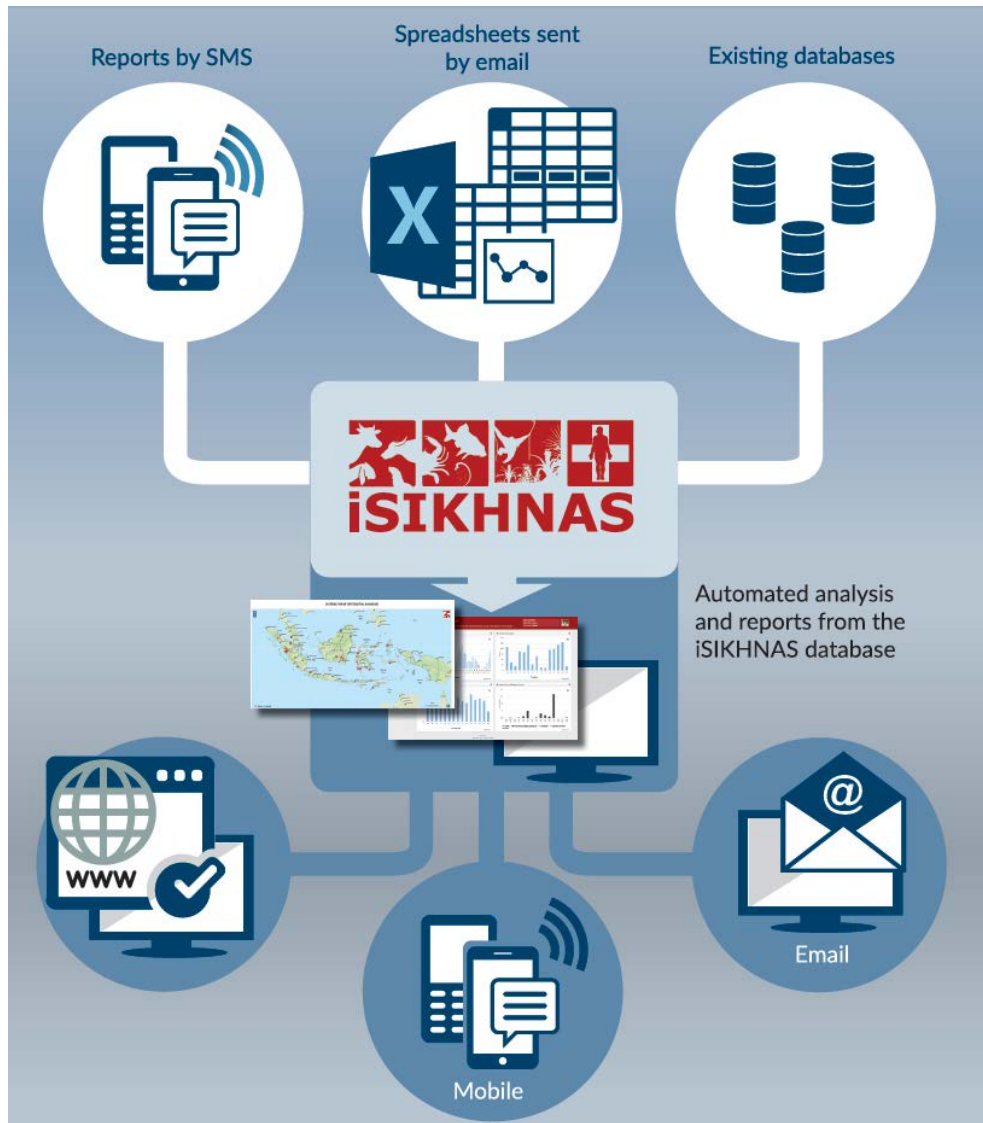 Reports by SMS
Spreadsheets sent
by email
Existing databases
X
iSIKHNAS
Automated analysis
and reports from the
iSIKHNAS database
www
@
Email
Mobile